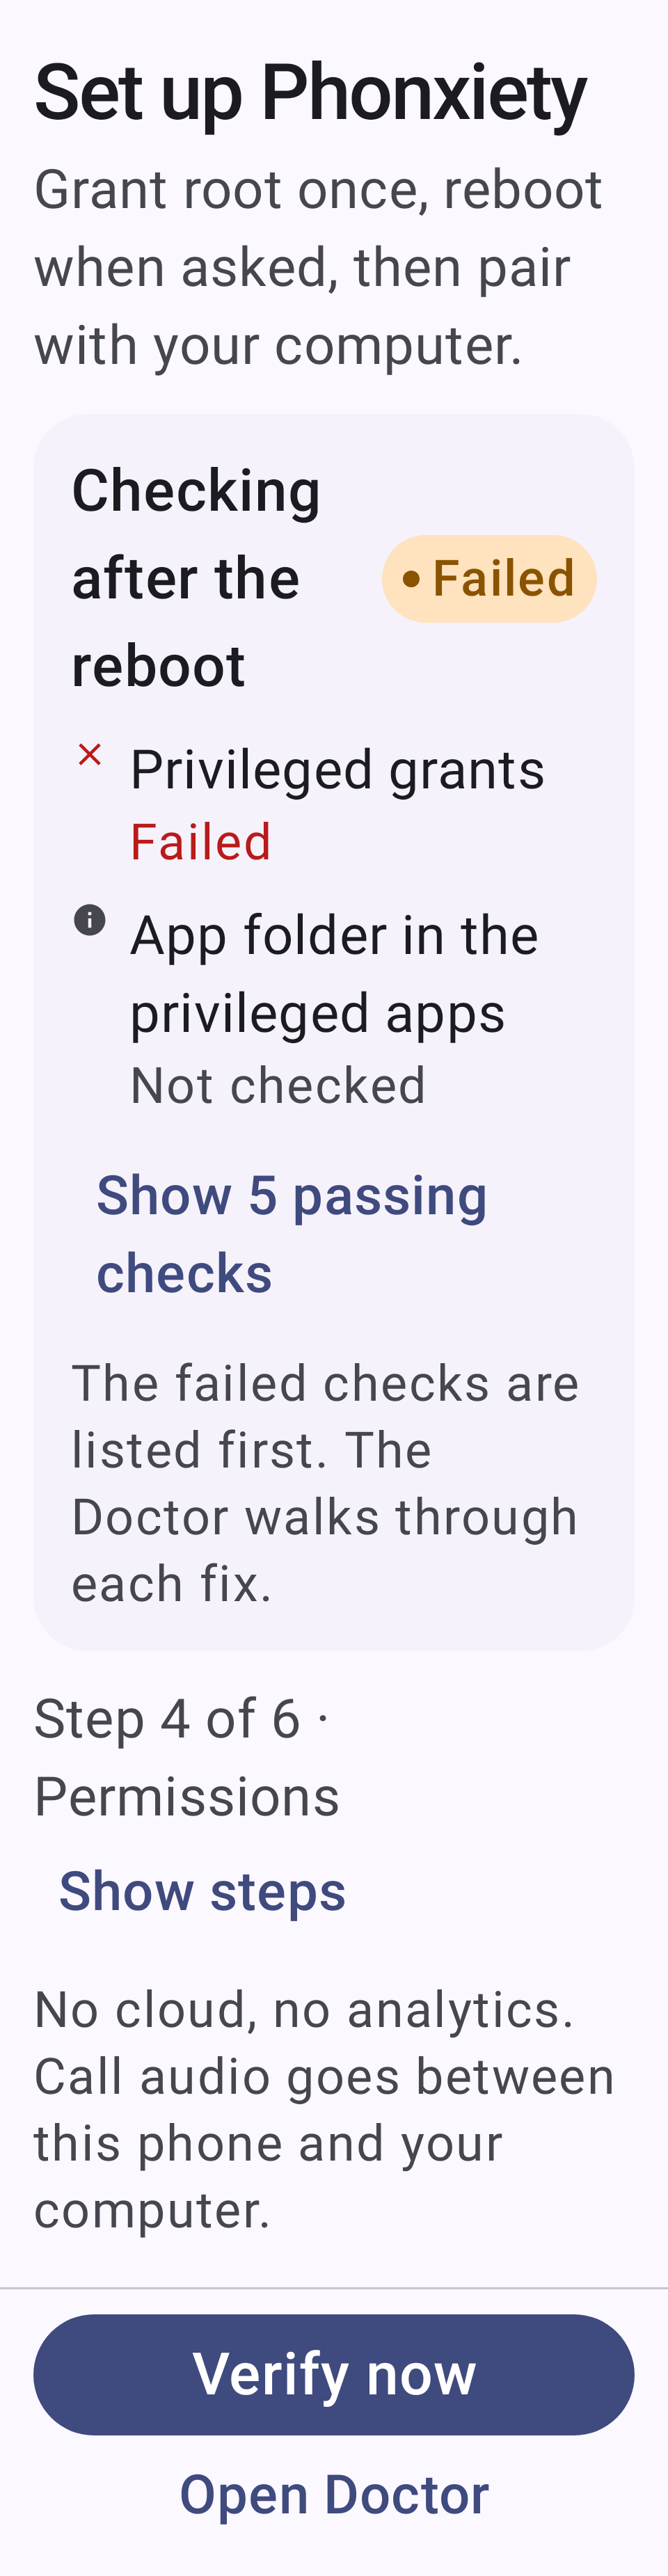 Set up Phonxiety
Grant root once, reboot
when asked, then pair
with your computer.
Checking
after the
reboot
• Failed
Privileged grants
Failed
App folder in the
privileged apps
Not checked
Show 5 passing
checks
The failed checks are
listed first. The
Doctor walks through
each fix.
Step 4 of 6 ·
Permissions
Show steps
No cloud, no analytics.
Call audio goes between
this phone and your
computer.
Verify now
Open Doctor